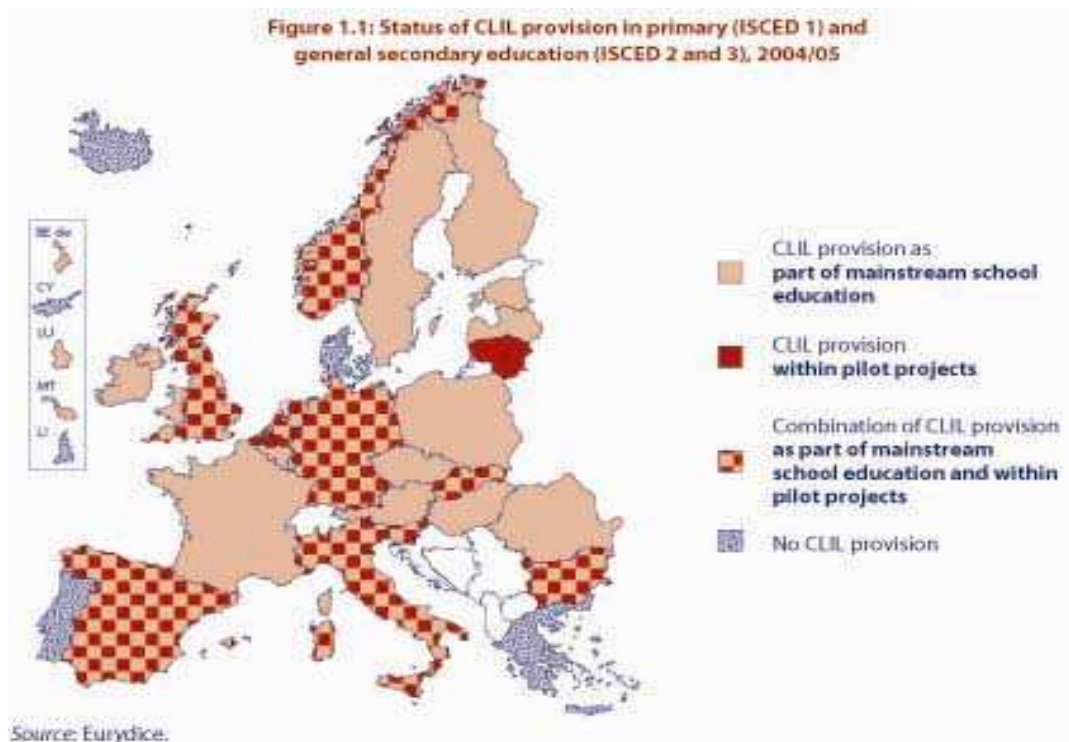 Figure 1.1: Status of CLIL provision in primary (ISCED 1) and
general secondary education (ISCED 2 and 3), 2004/05
BE de
CY
LU
MT
LI
CLIL provision as
part of mainstream school
education
CLIL provision
within pilot projects
Combination of CLIL provision
as part of mainstream
school education and within
pilot projects
No CLIL provision
Source: Eurydice.